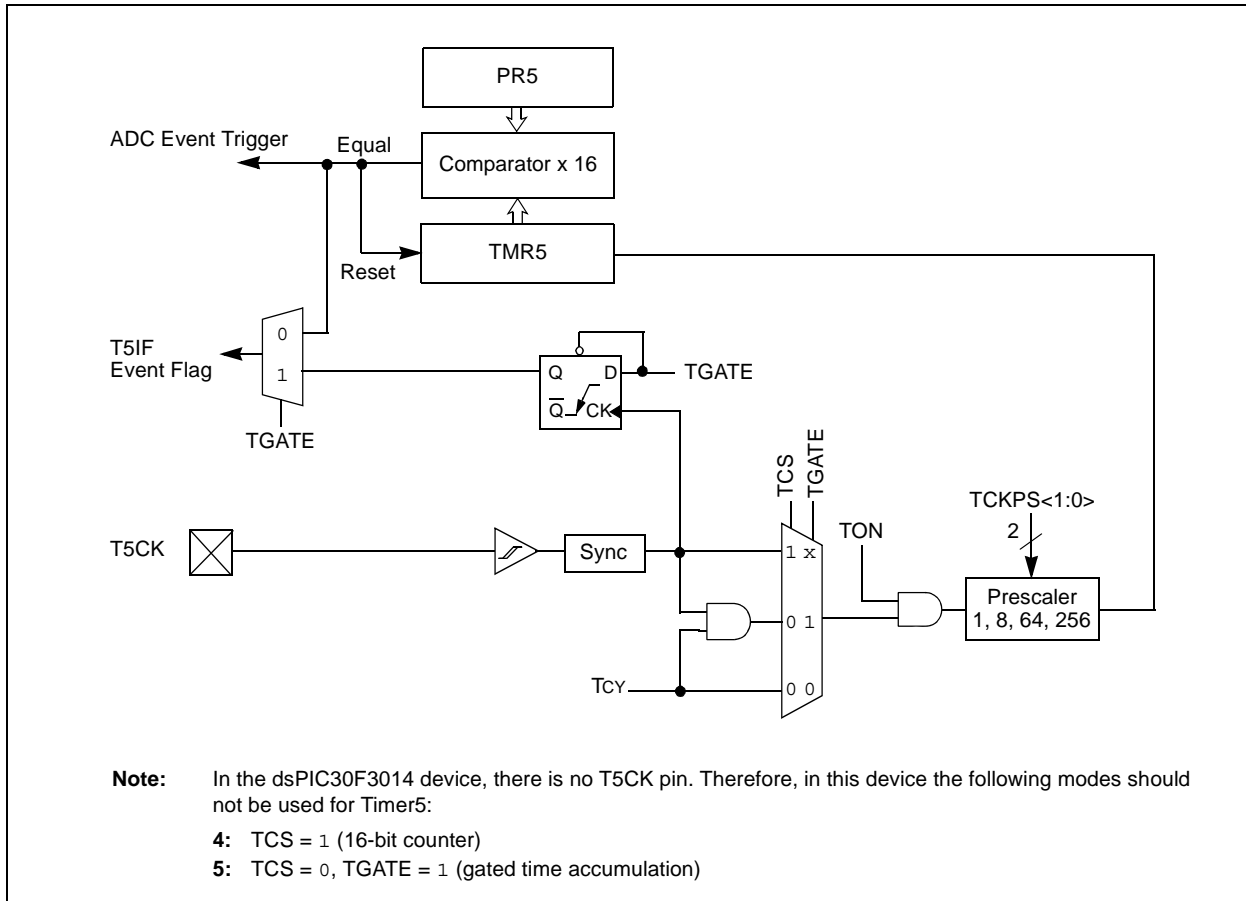 PR5
ADC Event Trigger
Equal
Comparator x 16
TMR5
Reset
0
T5IF
Event Flag
1
Q D
TGATE
Q CK
TGATE
TCS
TGATE
TCKPS<1:0>
2
TON
T5CK
Sync
1 x
Prescaler
1, 8, 64, 256
0 1
TCY
0 0
Note: In the dsPIC30F3014 device, there is no T5CK pin. Therefore, in this device the following modes should
not be used for Timer5:
4: TCS = 1 (16-bit counter)
5: TCS = 0, TGATE = 1 (gated time accumulation)